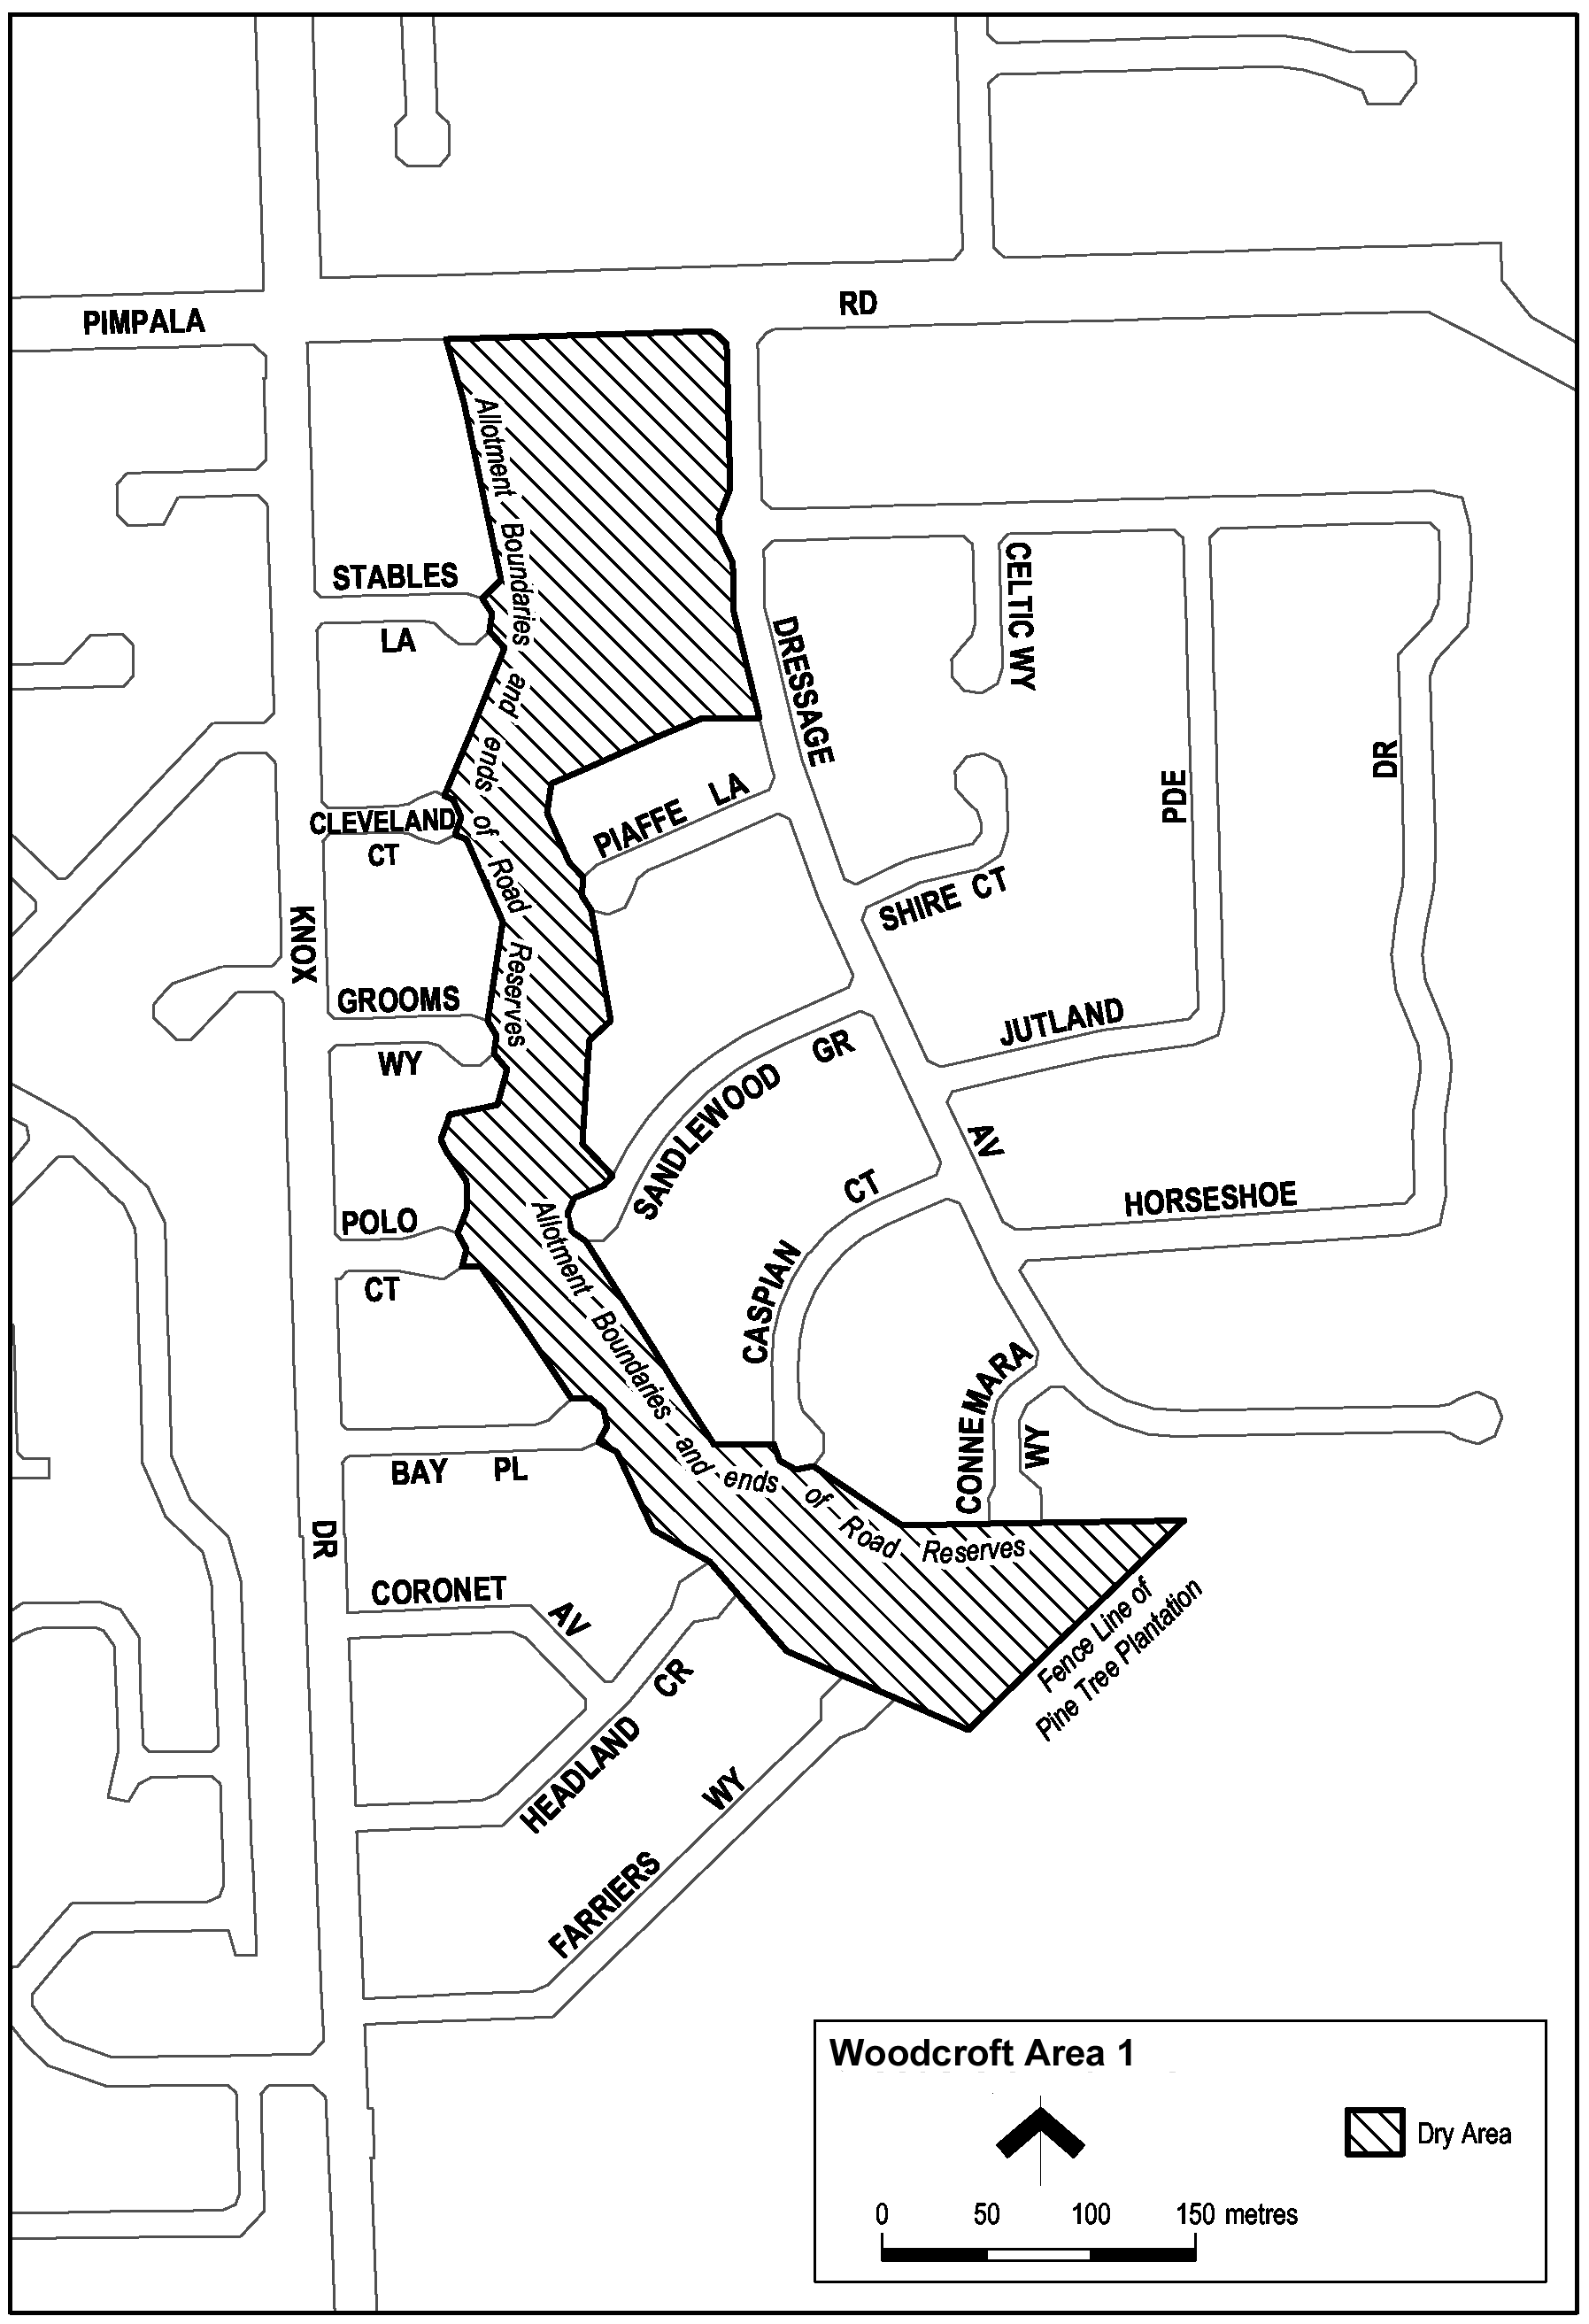 PIMPALA
RD
Allotment Boundaries and ends of Road Reserves
STABLES
LA
CELTIC WY
DRESSAGE
AV
DR
PDE
PIAFFE LA
CLEVELAND
CT
SHIRE CT
KNOX
DR
GROOMS
WY
JUTLAND
SANDLEWOOD GR
HORSESHOE
POLO
CT
CASPIAN CT
Allotment Boundaries and ends of Road Reserves
CONNEMARA
WY
BAY PL
CORONET
AV
Fence Line of
Pine Tree Plantation
HEADLAND CR
FARRIERS WY
Woodcroft Area 1
Dry Area
0 50 100 150 metres